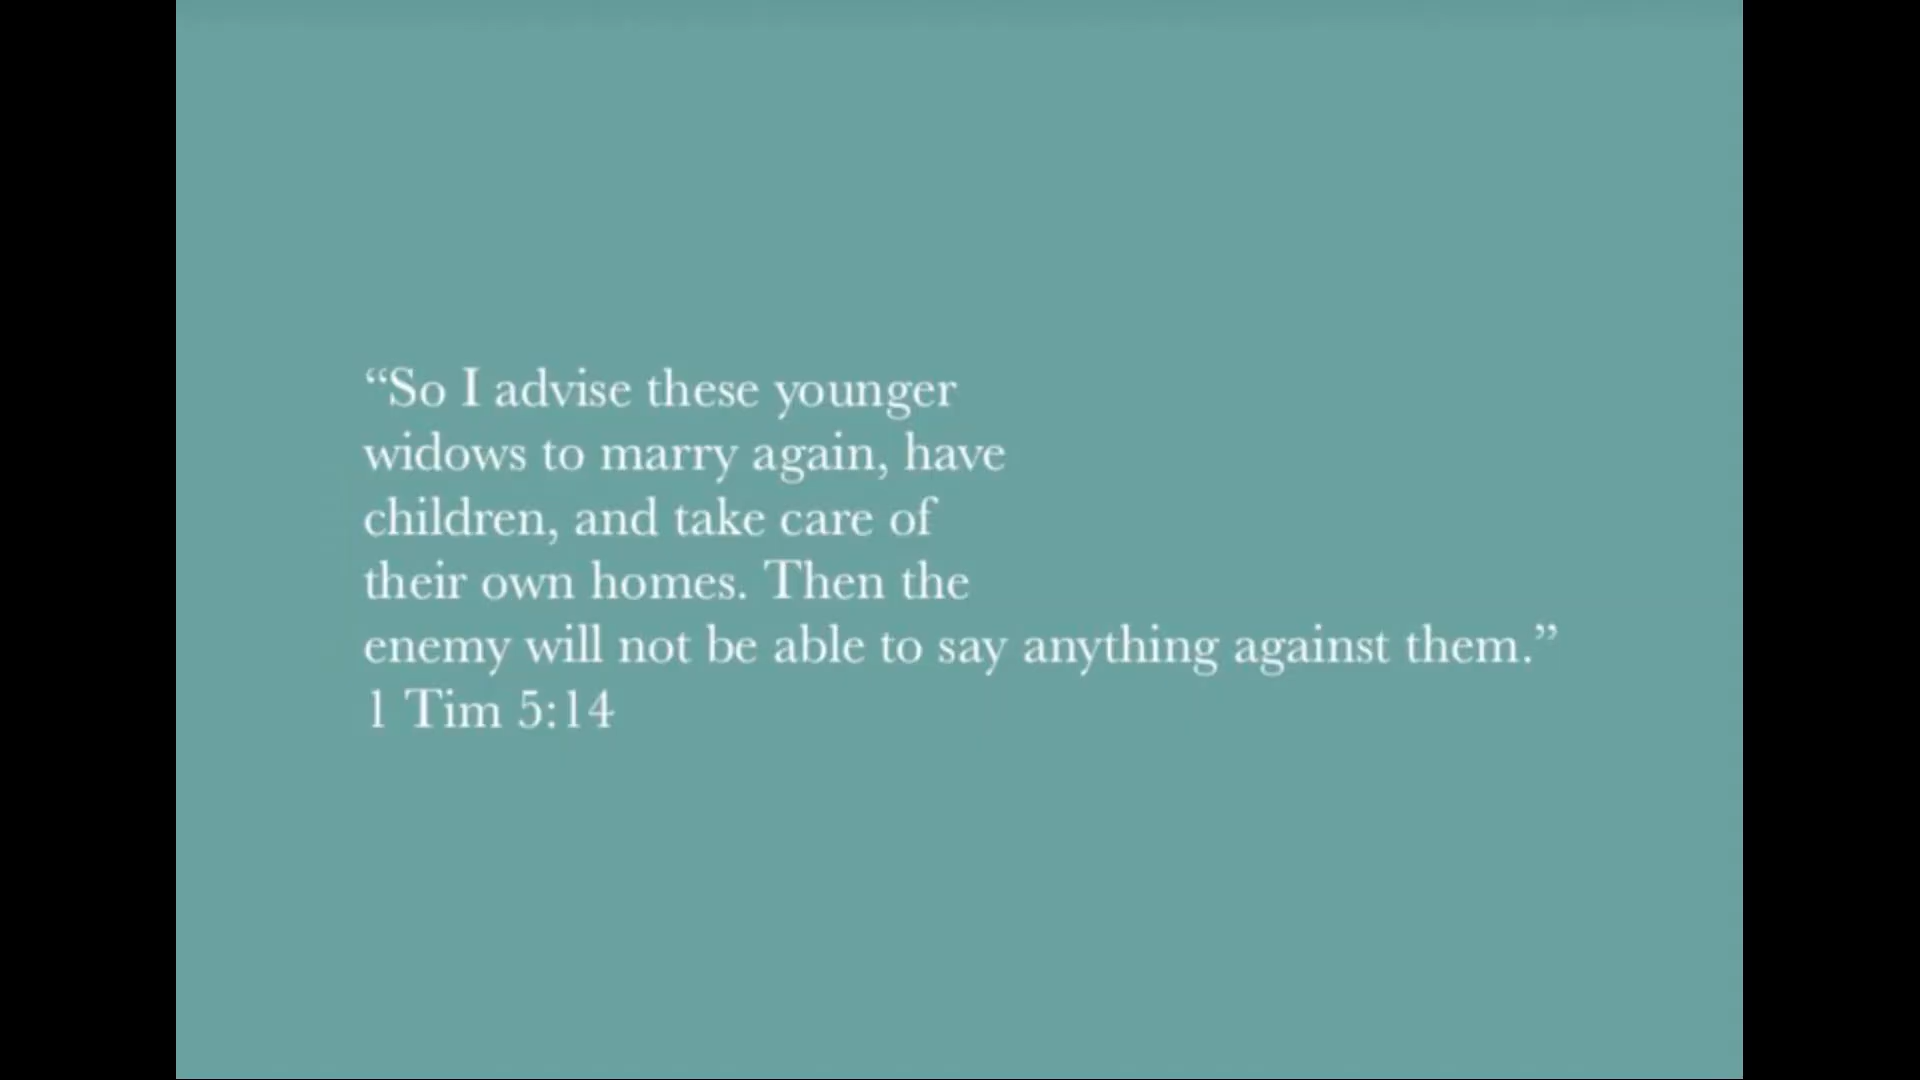 “So I advise these younger
widows to marry again, have
children, and take care of
their own homes. Then the
enemy will not be able to say anything against them.”
1 Tim 5:14